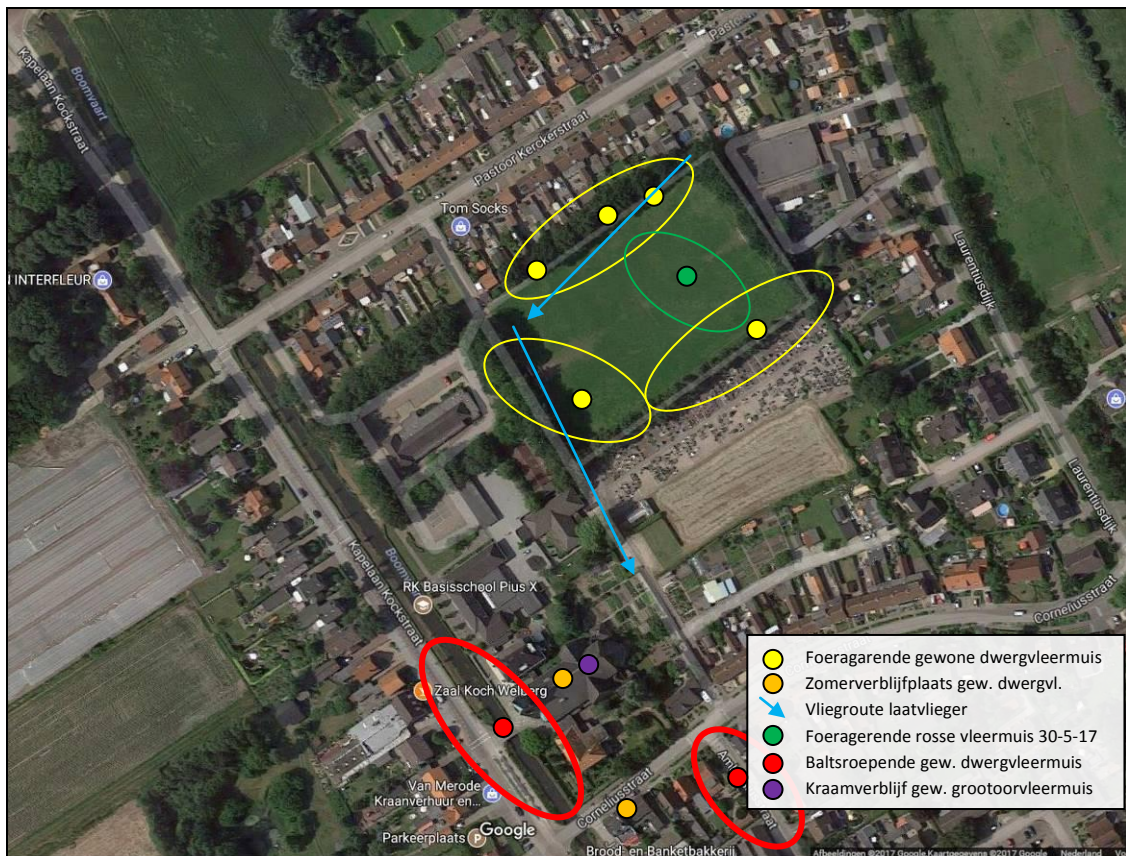 Kapelaan Kockstraat
Boomvaart
Pastoor Kerckerstraat
Tom Socks
N INTERFLEUR
Laurentiusdijk
Laurentiusdijk
RK Basisschool Pius X
Kapelaan Kockstraat
Zaal Koch Welberg
Corneliusstraat
Van Merode
Kraanverhuur en...
Corneliusstraat
Parkeerplaats P
Google
Brood- en Banketbakkerij
Foeragarende gewone dwergvleermuis
Zomerverblijfplaats gew. dwergvl.
Vliegroute laatvlieger
Foeragerende rosse vleermuis 30-5-17
Baltsroepende gew. dwergvleermuis
Kraamverblijf gew. grootoorvleermuis
Afbeeldingen ©2017 Google, Kaartgegevens ©2017 Google Nederland